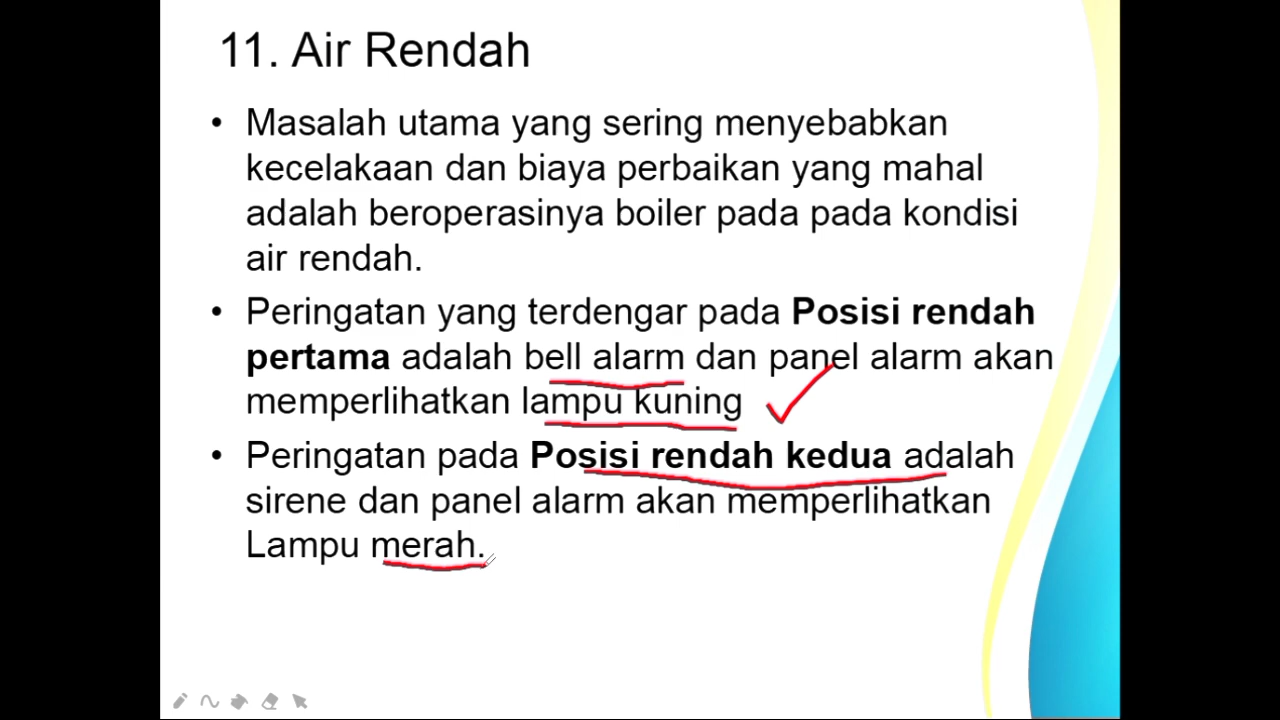 11. Air Rendah
• Masalah utama yang sering menyebabkan
kecelakaan dan biaya perbaikan yang mahal
adalah beroperasinya boiler pada pada kondisi
air rendah.
• Peringatan yang terdengar pada Posisi rendah
pertama adalah bell alarm dan panel alarm akan
memperlihatkan lampu kuning
• Peringatan pada Posisi rendah kedua adalah
sirene dan panel alarm akan memperlihatkan
Lampu merah.